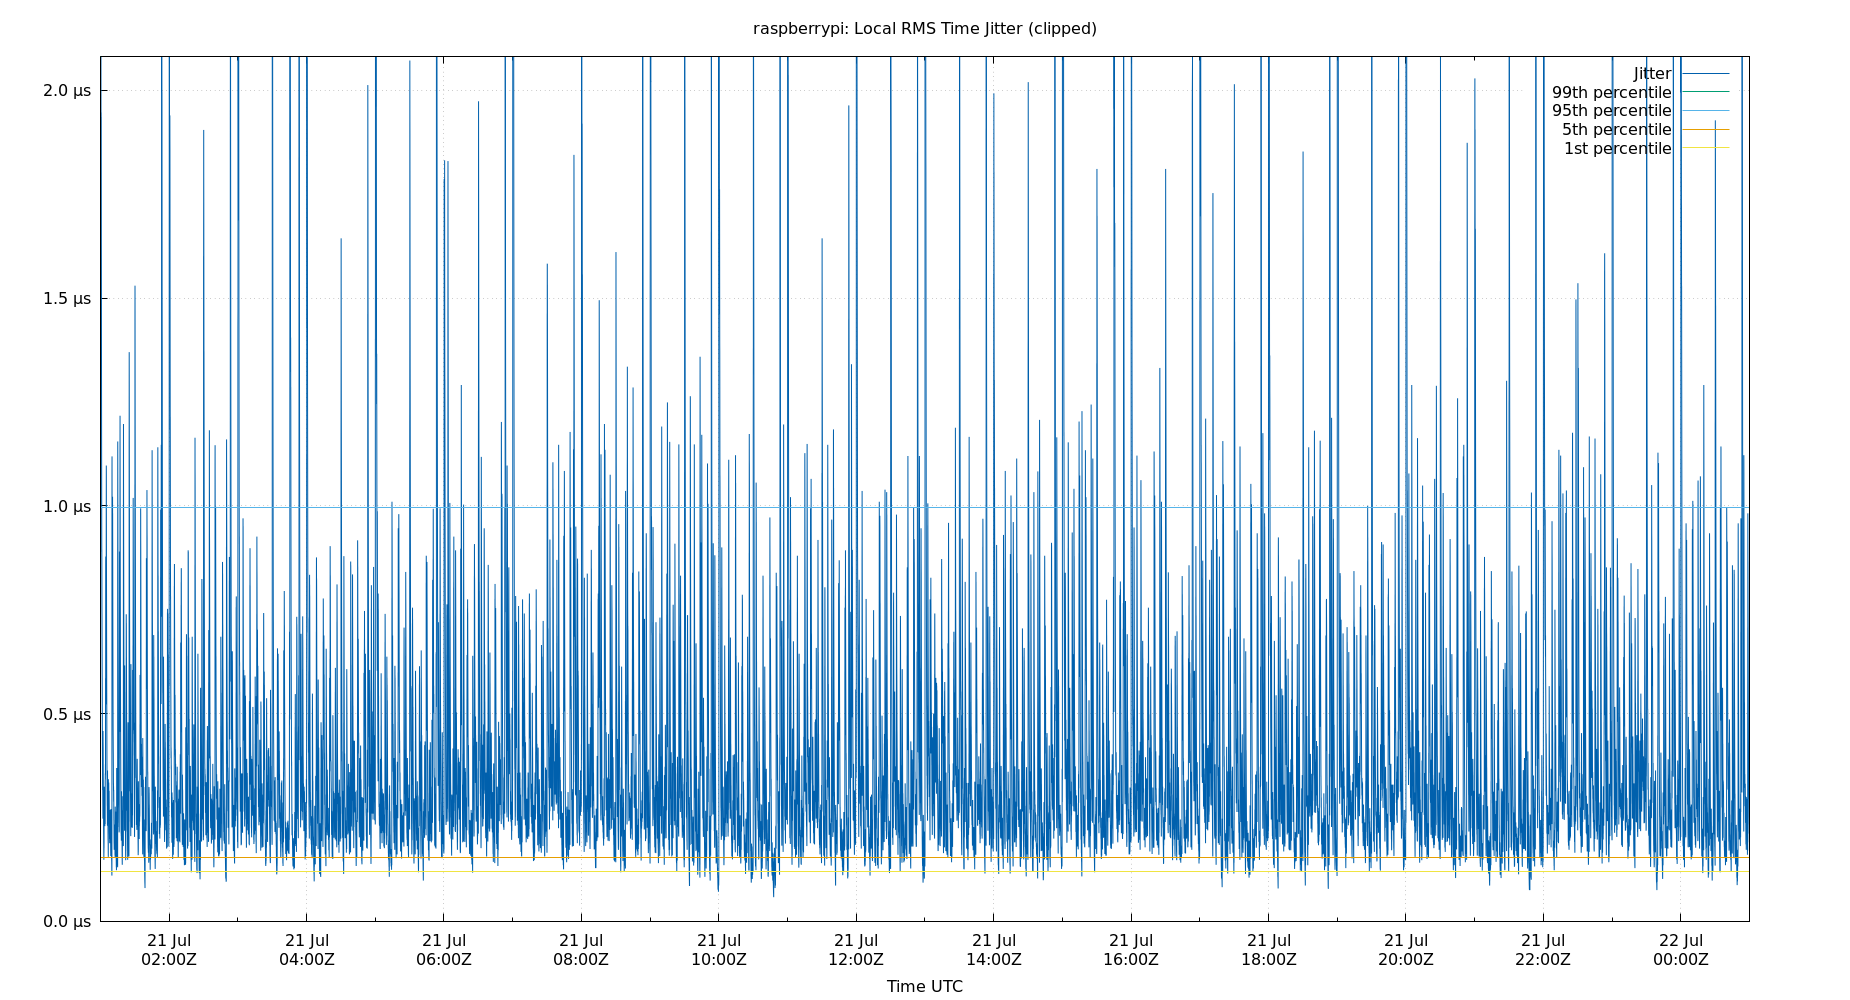 raspberrypi: Local RMS Time Jitter (clipped)
2.0 µs
1.5 µs
1.0 µs
0.5 µs
0.0 µs
Jitter
99th percentile
95th percentile
5th percentile
1st percentile
21 Jul 21 Jul 21 Jul 21 Jul 21 Jul 21 Jul 21 Jul 21 Jul 21 Jul 21 Jul 21 Jul 22 Jul
02:00Z 04:00Z 06:00Z 08:00Z 10:00Z 12:00Z 14:00Z 16:00Z 18:00Z 20:00Z 22:00Z 00:00Z
Time UTC